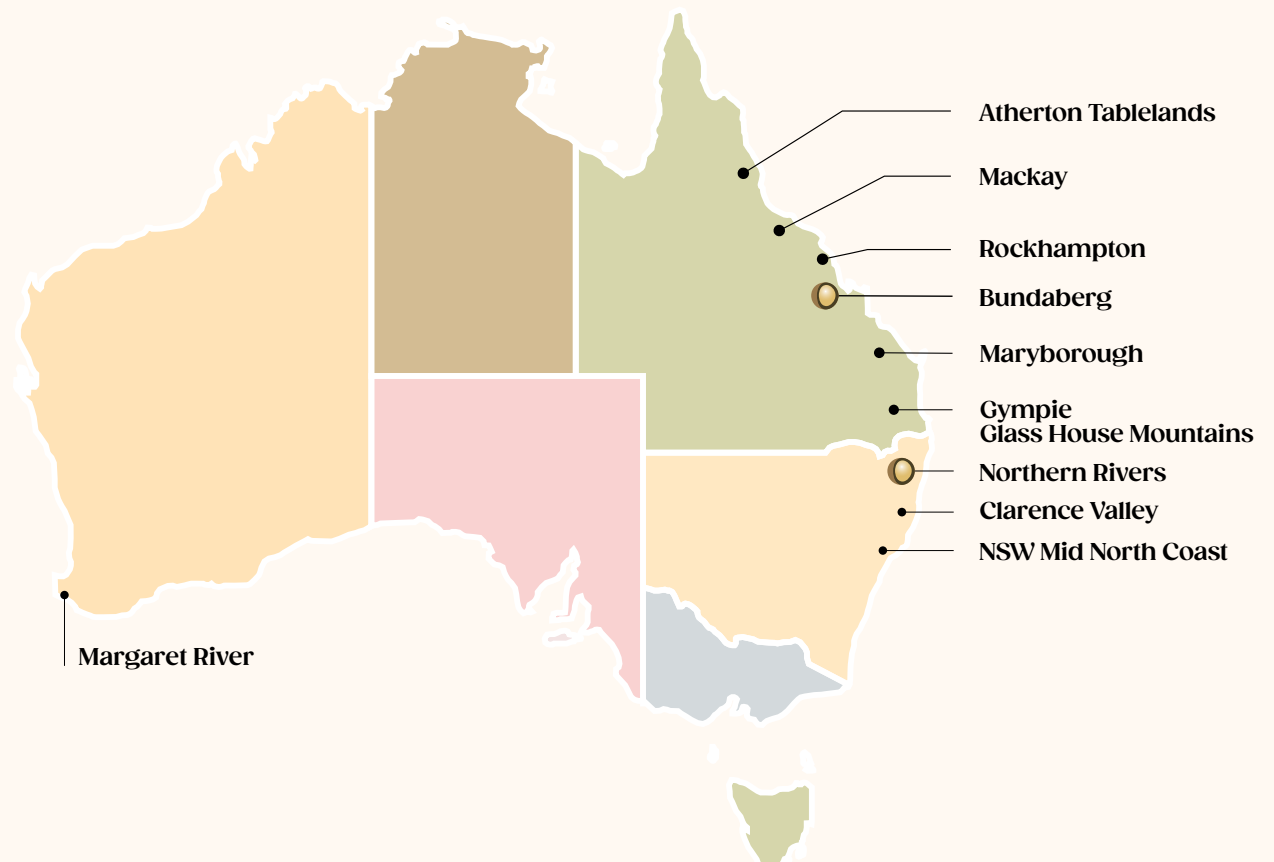 Atherton Tablelands
Mackay
Rockhampton
Bundaberg
Maryborough
Gympie
Glass House Mountains
Northern Rivers
Clarence Valley
NSW Mid North Coast
Margaret River